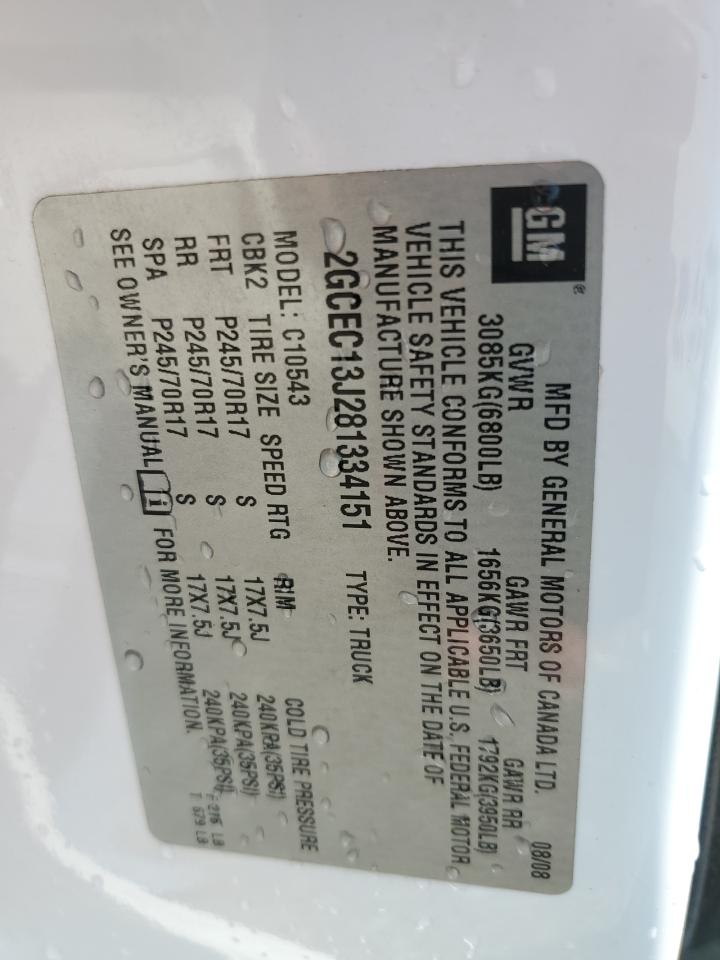 GM ®
MFD BY GENERAL MOTORS OF CANADA LTD. 08/08
GVWR GAWR FRT GAWR RR
3085KG(6800LB) 1656KG(3650LB) 1792KG(3950LB)
THIS VEHICLE CONFORMS TO ALL APPLICABLE U.S. FEDERAL MOTOR
VEHICLE SAFETY STANDARDS IN EFFECT ON THE DATE OF
MANUFACTURE SHOWN ABOVE.
2GCEC13J281334151 TYPE: TRUCK
MODEL: C10543
CBK2 TIRE SIZE SPEED RTG RIM COLD TIRE PRESSURE
FRT P245/70R17 S 17X7.5J 240KPA(35PSI)
RR P245/70R17 S 17X7.5J 240KPA(35PSI)
SPA P245/70R17 S 17X7.5J 240KPA(35PSI)
SEE OWNER'S MANUAL i FOR MORE INFORMATION.